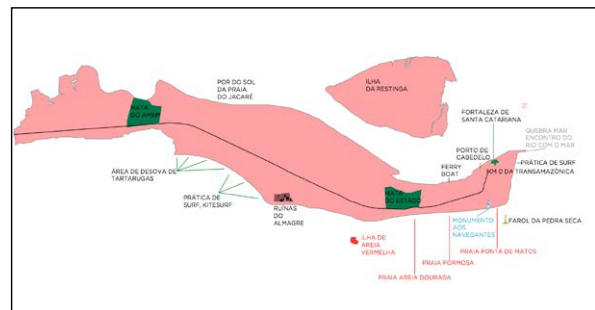 MATA
DO AMEM
POR DO SOL
DA PRAIA
DO JACARÉ
ILHA
DA RESTINGA
FORTALEZA DE
SANTA CATARIANA
QUEBRA MAR
ENCONTRO DO
RIO COM O MAR
PORTO DE
CABEDELO
PRÁTICA DE SURF
FERRY
BOAT
KM 0 DA TRANSAMAZÔNICA
ÁREA DE DESOVA DE
TARTARUGAS
PRÁTICA DE
SURF, KITESURF
RUÍNAS
DO
ALMAGRE
MATA
DO ESTADO
MONUMENTO
AOS
NAVEGANTES
FAROL DA PEDRA SECA
ILHA DE
AREIA
VERMELHA
PRAIA PONTA DE MATOS
PRAIA FORMOSA
PRAIA AREIA DOURADA